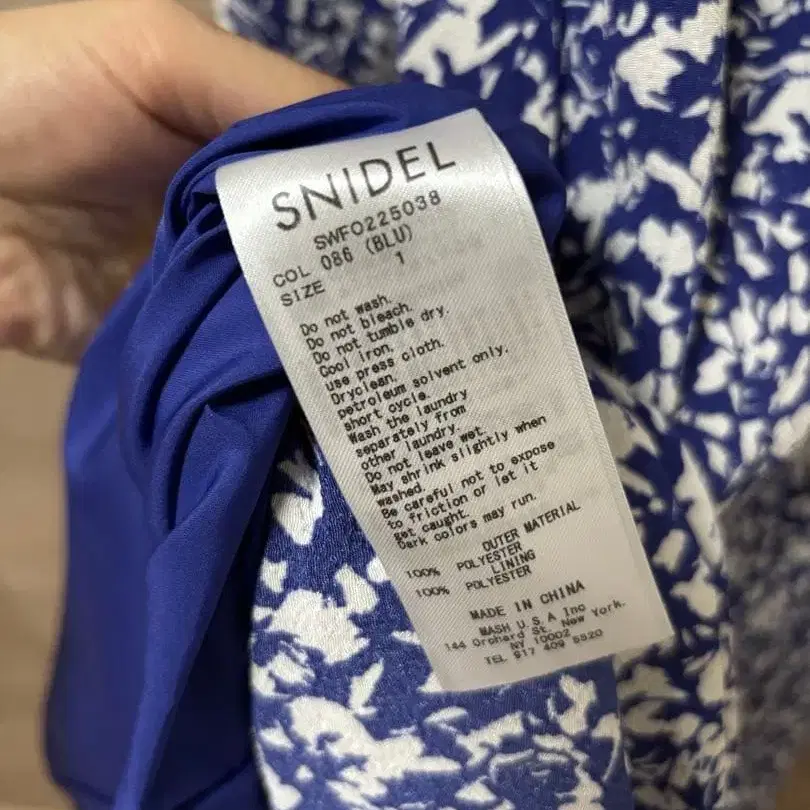 SNIDEL
SWFO225038
COL 086 (BLU)
SIZE 1
Do not wash.
Do not bleach.
Do not tumble dry.
Cool iron.
use press cloth.
Dryclean.
petroleum solvent only.
short cycle.
Wash the laundry
separately from
other laundry.
Do not leave wet.
May shrink slightly when
washed.
Be careful not to expose
to friction or let it
get caught.
Dark colors may run.
OUTER MATERIAL
100% POLYESTER
LINING
100% POLYESTER
MADE IN CHINA
MASH U.S.A Inc
144 Orchard St. New York.
NY 10002
TEL 917 409 5520